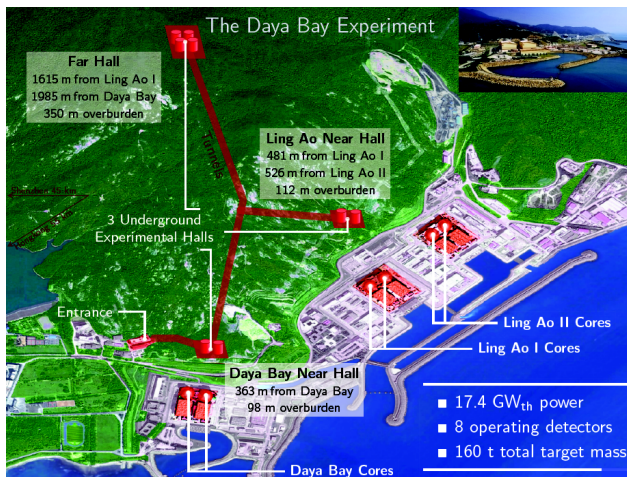 The Daya Bay Experiment
Far Hall
1615 m from Ling Ao I
1985 m from Daya Bay
350 m overburden
Ling Ao Near Hall
481 m from Ling Ao I
526 m from Ling Ao II
112 m overburden
Tunnels
3 Underground
Experimental Halls
Entrance
Ling Ao II Cores
Ling Ao I Cores
Daya Bay Near Hall
363 m from Daya Bay
98 m overburden
Daya Bay Cores
17.4 GWth power
8 operating detectors
160 t total target mass